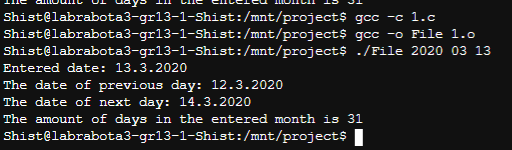 The amount of days in the entered month is 31
Shist@labrabota3-gr13-1-Shist:/mnt/project$ gcc -c 1.c
Shist@labrabota3-gr13-1-Shist:/mnt/project$ gcc -o File 1.o
Shist@labrabota3-gr13-1-Shist:/mnt/project$ ./File 2020 03 13
Entered date: 13.3.2020
The date of previous day: 12.3.2020
The date of next day: 14.3.2020
The amount of days in the entered month is 31
Shist@labrabota3-gr13-1-Shist:/mnt/project$